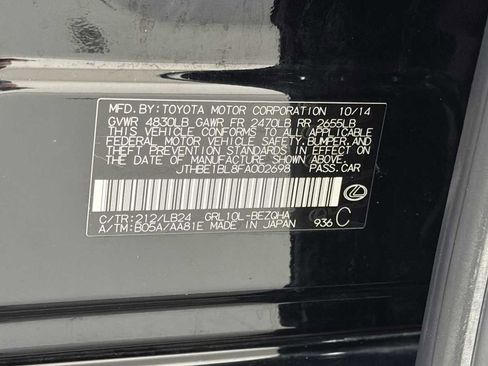 MFD.BY: TOYOTA MOTOR CORPORATION 10/14
GVWR 4830LB GAWR FR 2470LB RR 2655LB
THIS VEHICLE CONFORMS TO ALL APPLICABLE
FEDERAL MOTOR VEHICLE SAFETY, BUMPER, AND
THEFT PREVENTION STANDARDS IN EFFECT ON
THE DATE OF MANUFACTURE SHOWN ABOVE.
JTHBE1BL8FA002698 PASS.CAR
C/TR:212/LB24 GRL10L-BEZQHA C
A/TM:B05A/AA81E MADE IN JAPAN 936